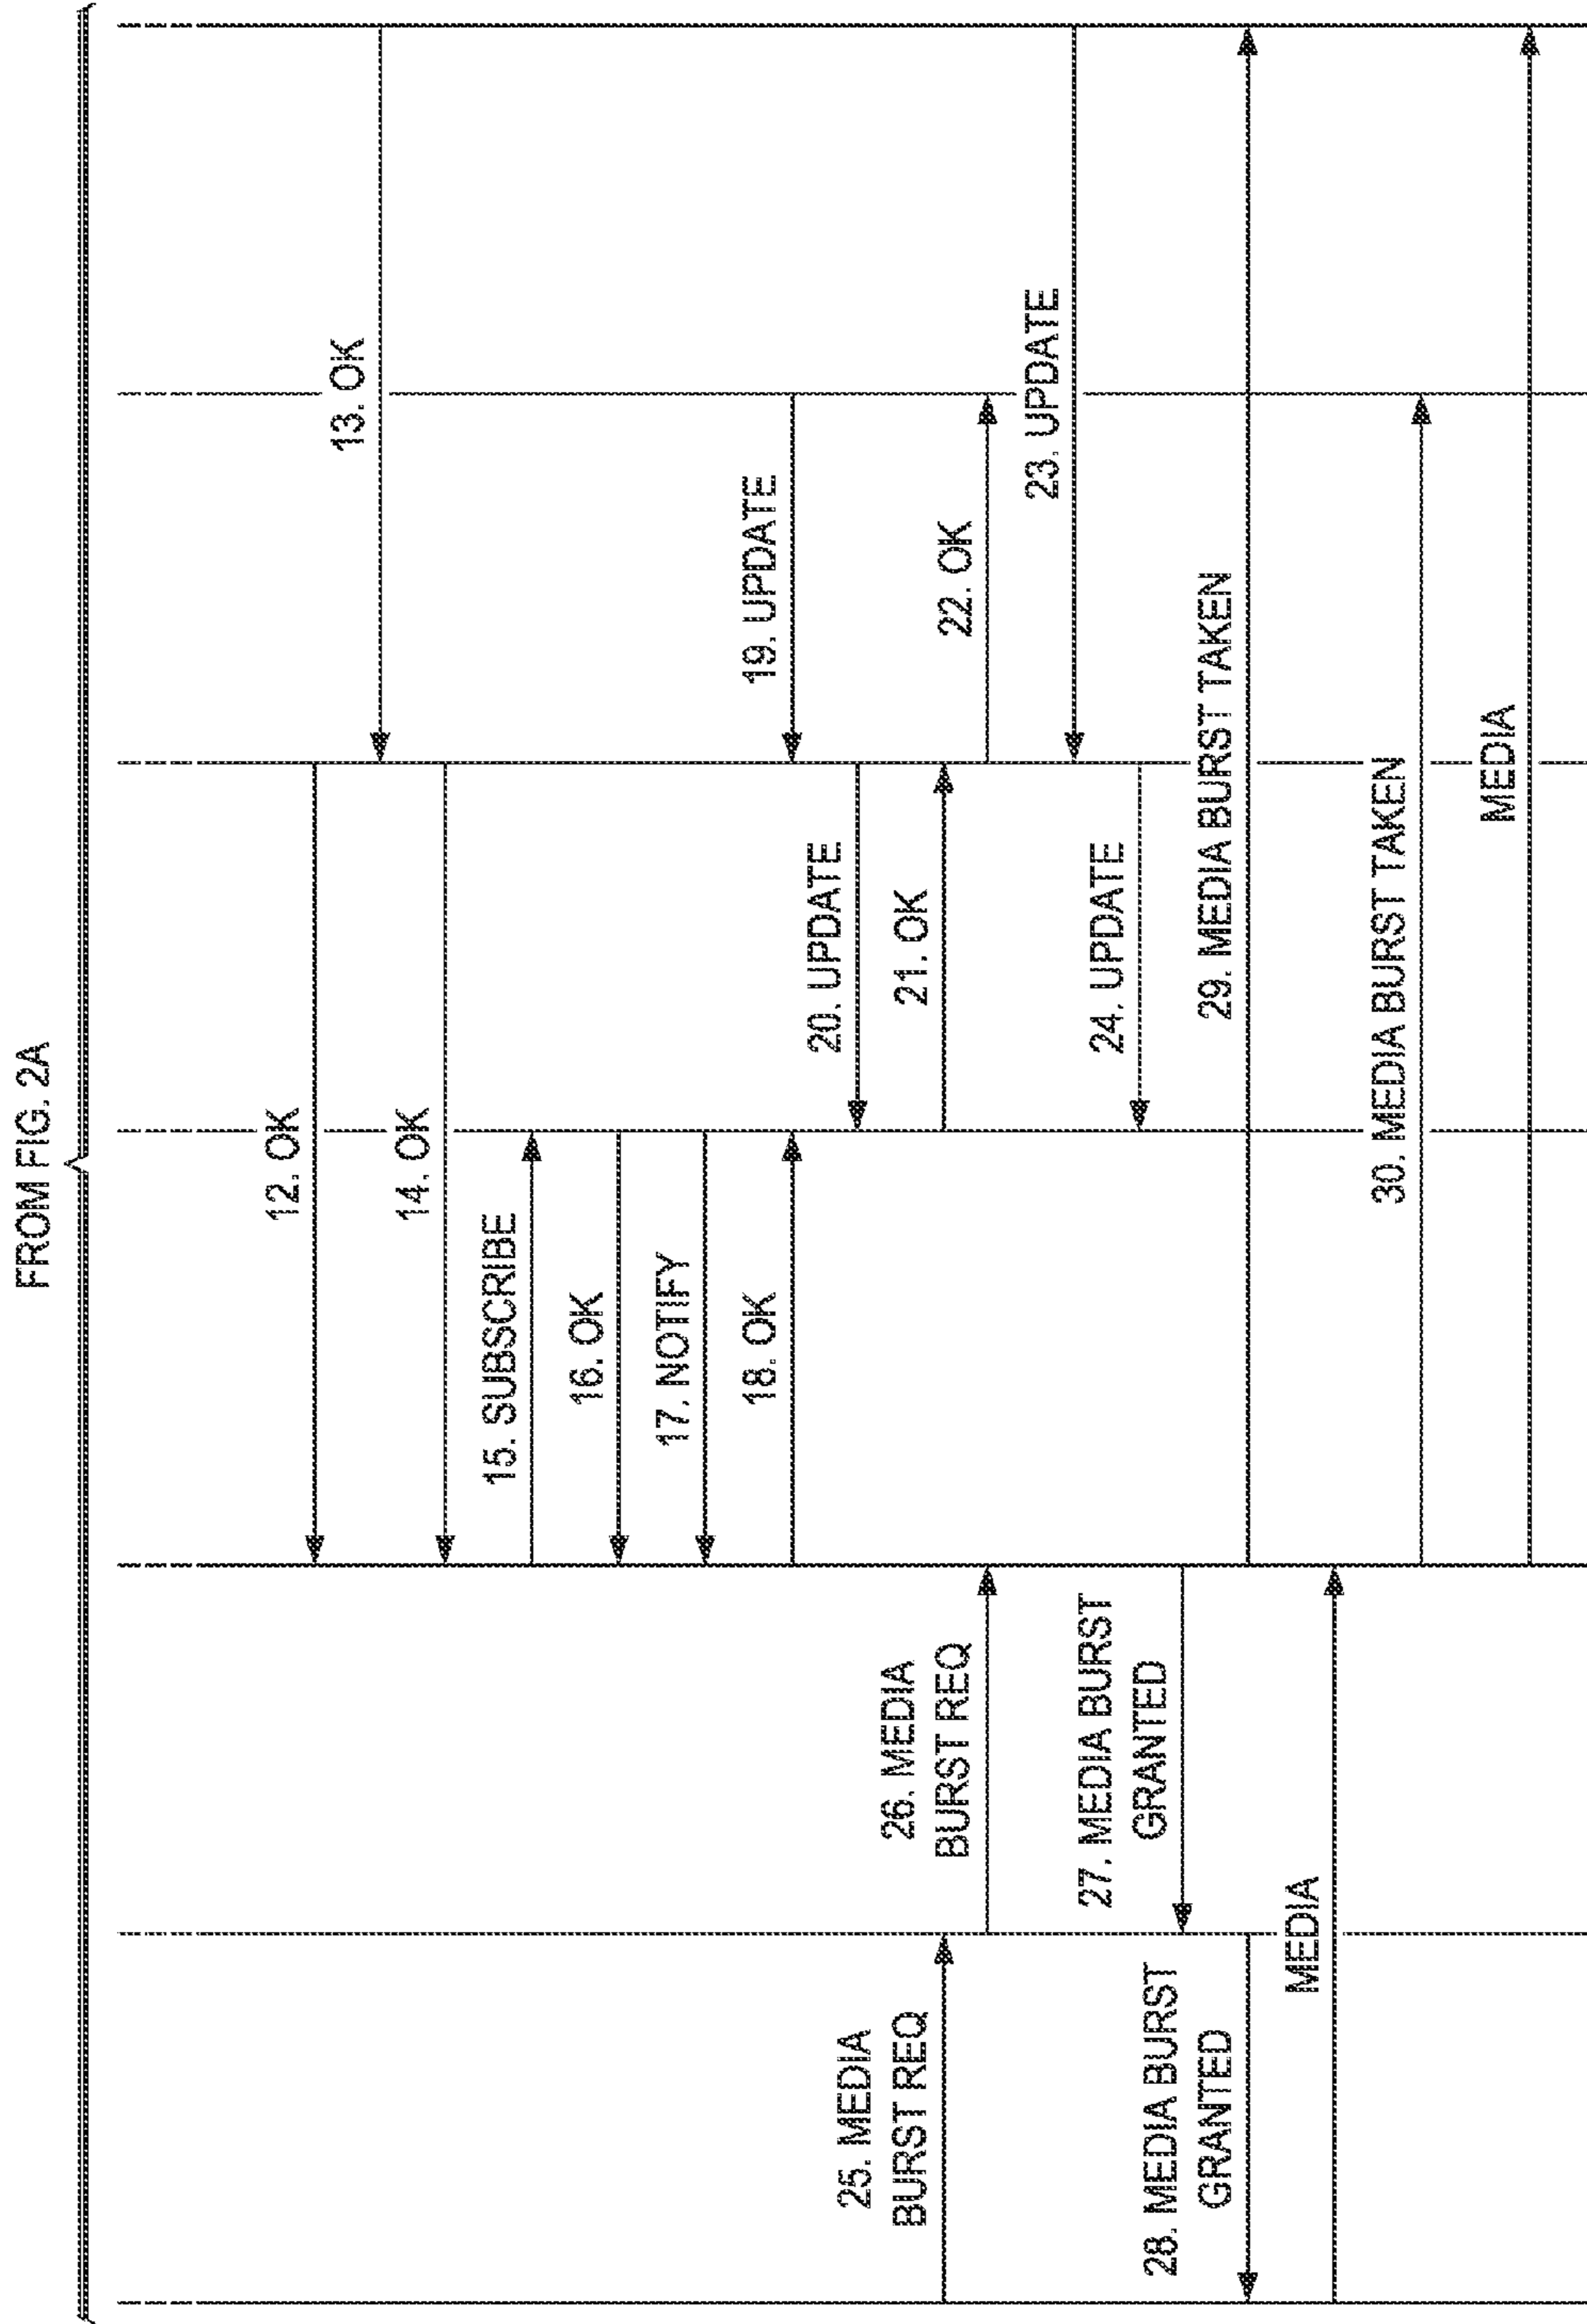 FROM FIG. 2A
12. OK
13. OK
14. OK
15. SUBSCRIBE
16. OK
17. NOTIFY
18. OK
19. UPDATE
20. UPDATE
21. OK
22. OK
23. UPDATE
24. UPDATE
25. MEDIA
BURST REQ
26. MEDIA
BURST REQ
27. MEDIA BURST
GRANTED
28. MEDIA BURST
GRANTED
29. MEDIA BURST TAKEN
MEDIA
30. MEDIA BURST TAKEN
MEDIA